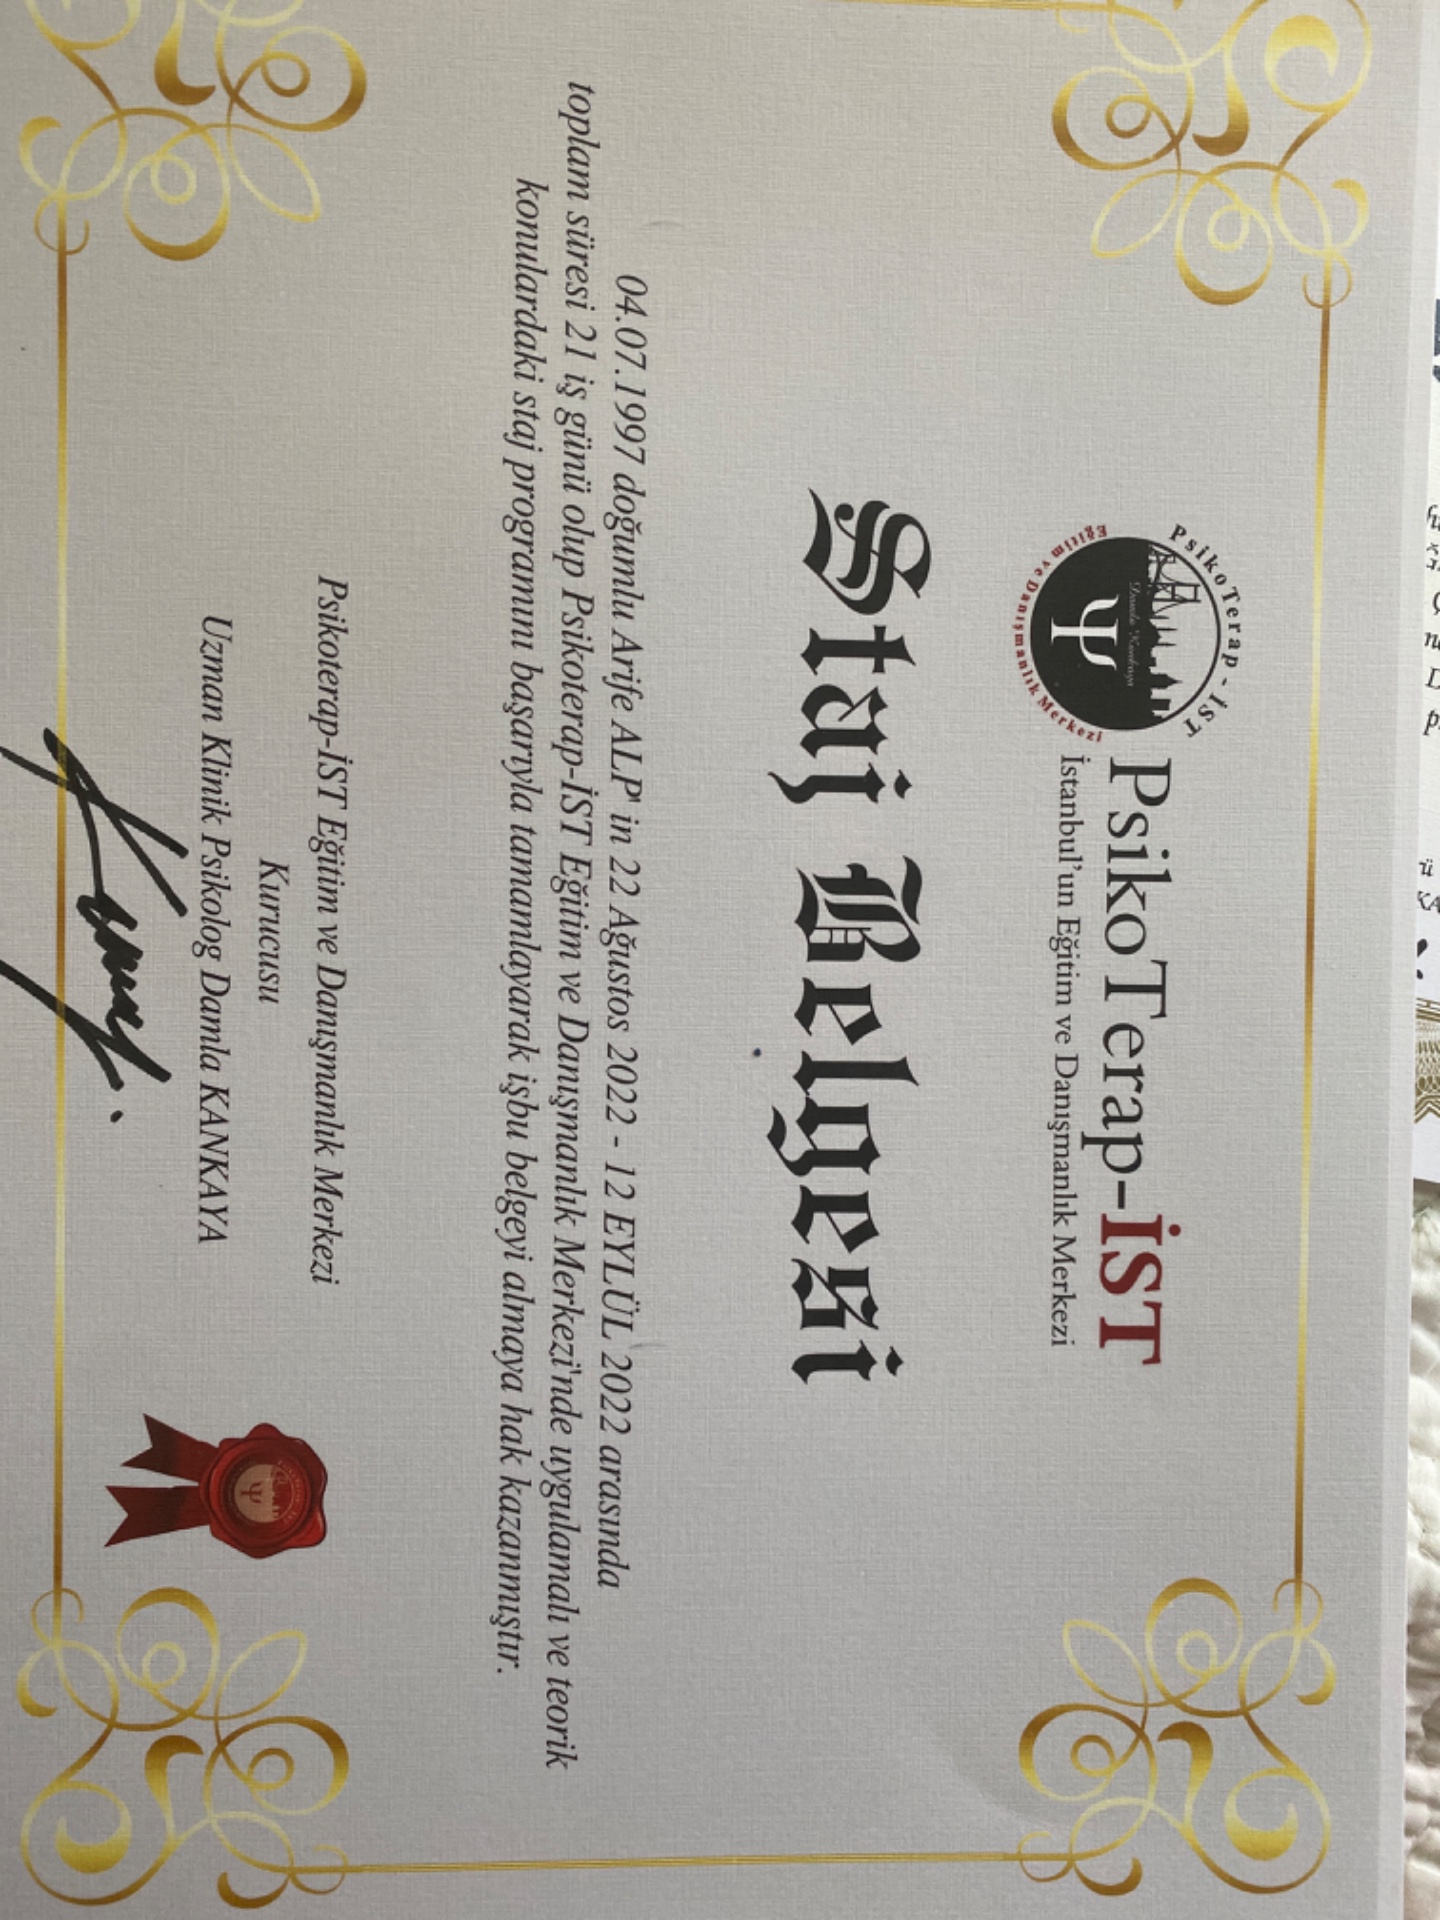 PsikoTerap - İST
Eğitim ve Danışmanlık Merkezi
Damla Kankaya
PsikoTerap-İST
İstanbul'un Eğitim ve Danışmanlık Merkezi
Staj Belgesi
04.07.1997 doğumlu Arife ALP' in 22 Ağustos 2022 - 12 EYLÜL 2022 arasında
toplam süresi 21 iş günü olup Psikoterap-İST Eğitim ve Danışmanlık Merkezi'nde uygulamalı ve teorik
konulardaki staj programını başarıyla tamamlayarak işbu belgeyi almaya hak kazanmıştır.
Psikoterap-İST Eğitim ve Danışmanlık Merkezi
Kurucusu
Uzman Klinik Psikolog Damla KANKAYA